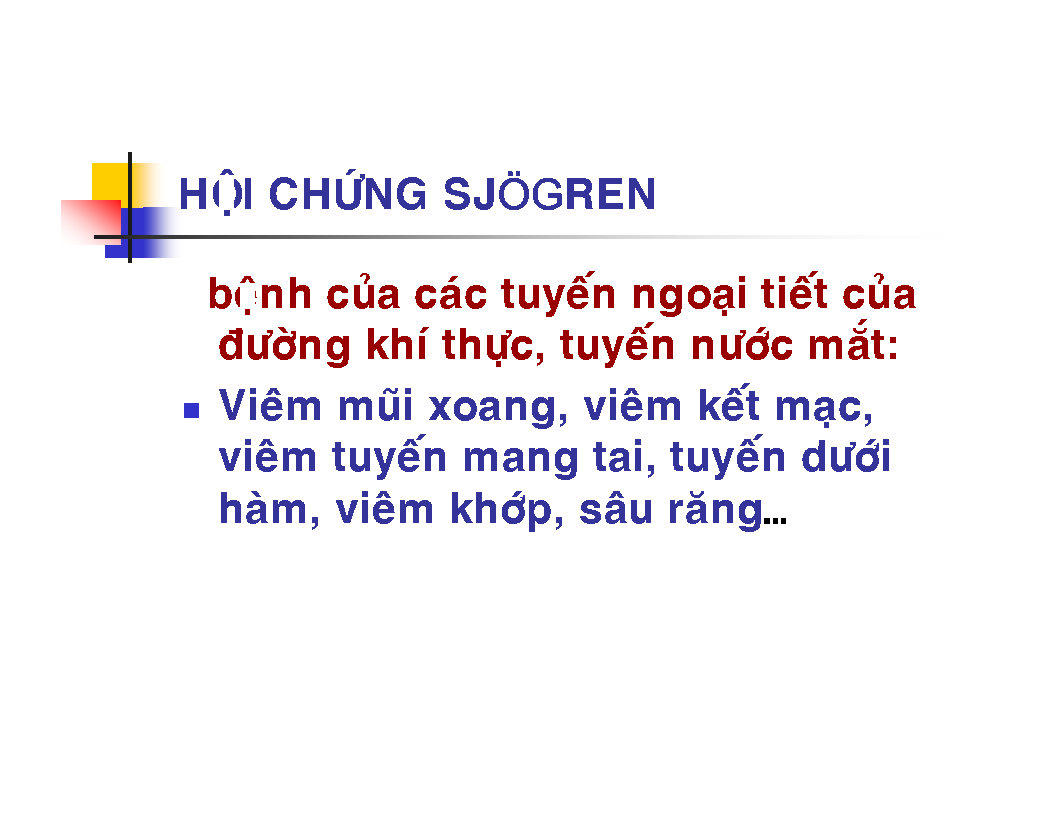 HỘI CHỨNG SJÖGREN
bệnh của các tuyến ngoại tiết của
đường khí thực, tuyến nước mắt:
Viêm mũi xoang, viêm kết mạc,
viêm tuyến mang tai, tuyến dưới
hàm, viêm khớp, sâu răng...